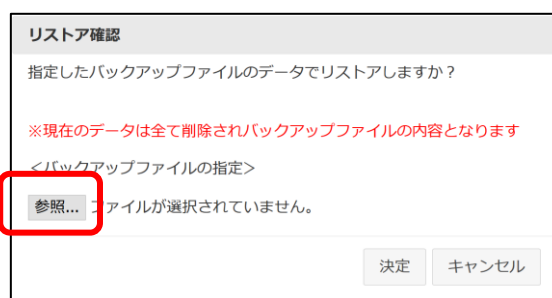 リストア確認
指定したバックアップファイルのデータでリストアしますか？
※現在のデータは全て削除されバックアップファイルの内容となります
＜バックアップファイルの指定＞
参照... ファイルが選択されていません。
決定 キャンセル